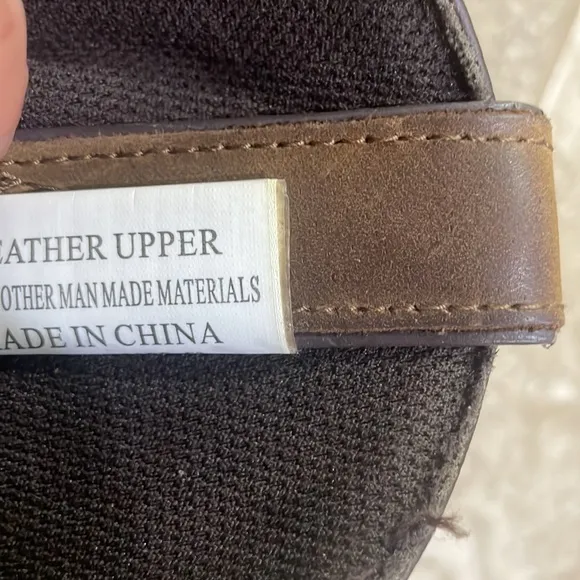 EATHER UPPER
OTHER MAN MADE MATERIALS
ADE IN CHINA